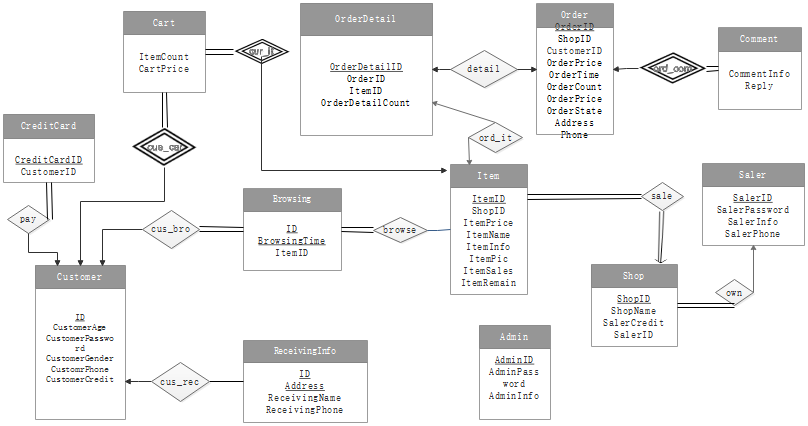 Cart
ItemCount
CartPrice
OrderDetail
OrderDetailID
OrderID
ItemID
OrderDetailCount
Order
OrderID
ShopID
CustomerID
OrderPrice
OrderTime
OrderCount
OrderPrice
OrderState
Address
Phone
Comment
CommentInfo
Reply
cur_it
detail
ord_com
CreditCard
CreditCardID
CustomerID
cus_car
ord_it
Item
ItemID
ShopID
ItemPrice
ItemName
ItemInfo
ItemPic
ItemSales
ItemRemain
Saler
SalerID
SalerPassword
SalerInfo
SalerPhone
sale
pay
cus_bro
Browsing
ID
BrowsingTime
ItemID
browse
Customer
ID
CustomerAge
CustomerPasswo
rd
CustomerGender
CustomrPhone
CustomerCredit
Shop
ShopID
ShopName
SalerCredit
SalerID
own
cus_rec
ReceivingInfo
ID
Address
ReceivingName
ReceivingPhone
Admin
AdminID
AdminPass
word
AdminInfo